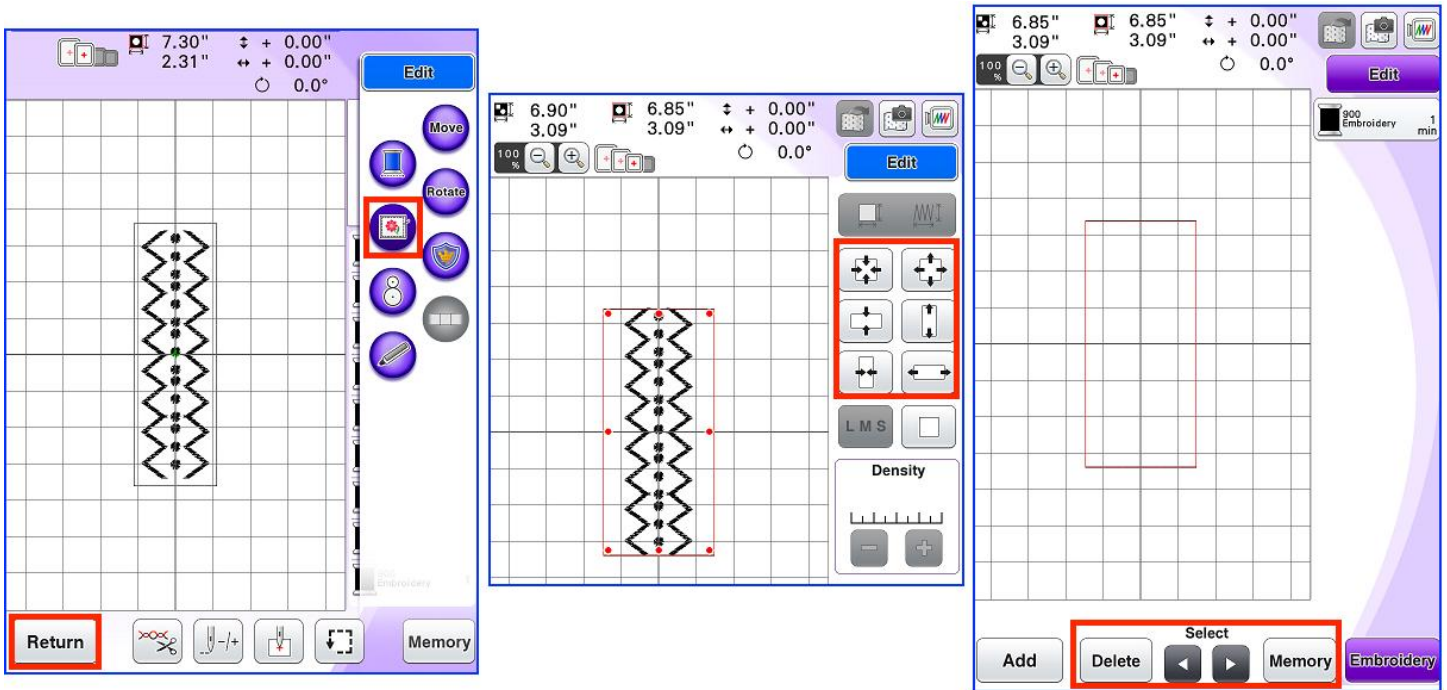 7.30" + 0.00"
2.31" + 0.00"
0.0°
Edit
Move
Rotate
900
Embroidery 1
Return
-/+
Memory
6.90" 6.85" + 0.00"
3.09" 3.09" + 0.00"
100 % 0.0°
Edit
L M S
Density
6.85" 6.85" + 0.00"
3.09" 3.09" + 0.00"
100 % 0.0°
Edit
900 1
Embroidery min
Select
Add Delete Memory Embroidery